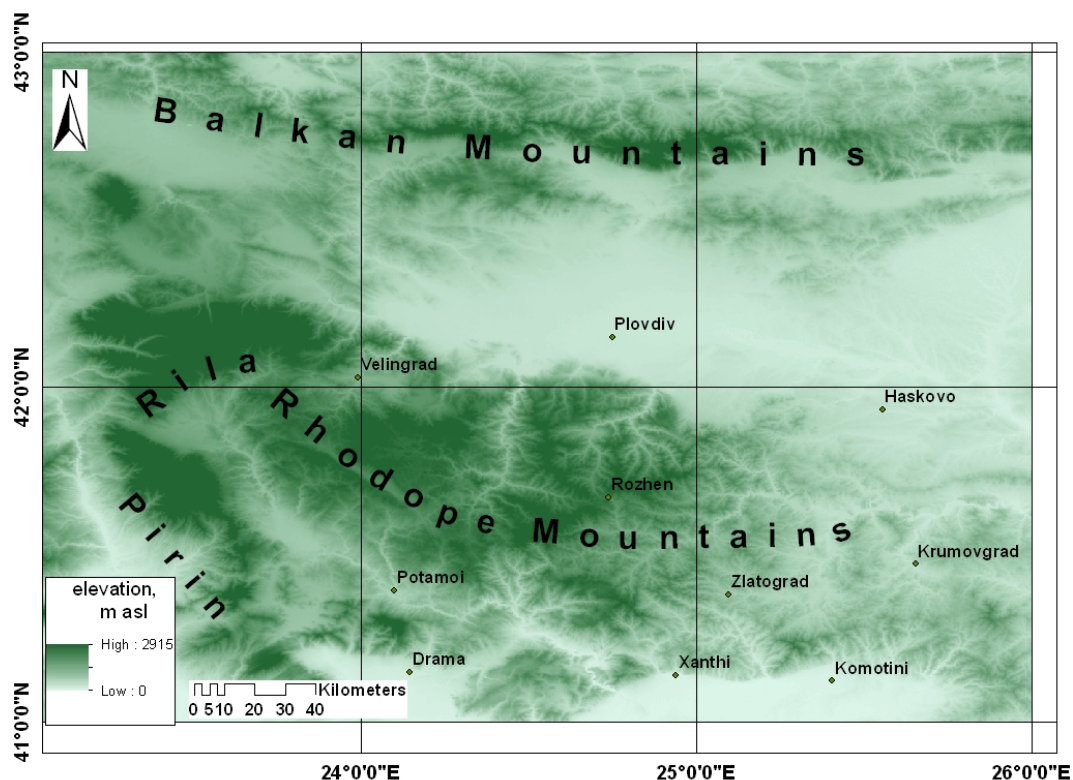 43°0'0"N
N
Balkan Mountains
Plovdiv
Velingrad
42°0'0"N
Rila
Haskovo
Rhodope Mountains
Rozhen
Pirin
Krumovgrad
Potamoi
Zlatograd
elevation,
m asl
High : 2915
Low : 0
Drama
Xanthi
Komotini
Kilometers
0 5 10 20 30 40
41°0'0"N
24°0'0"E
25°0'0"E
26°0'0"E